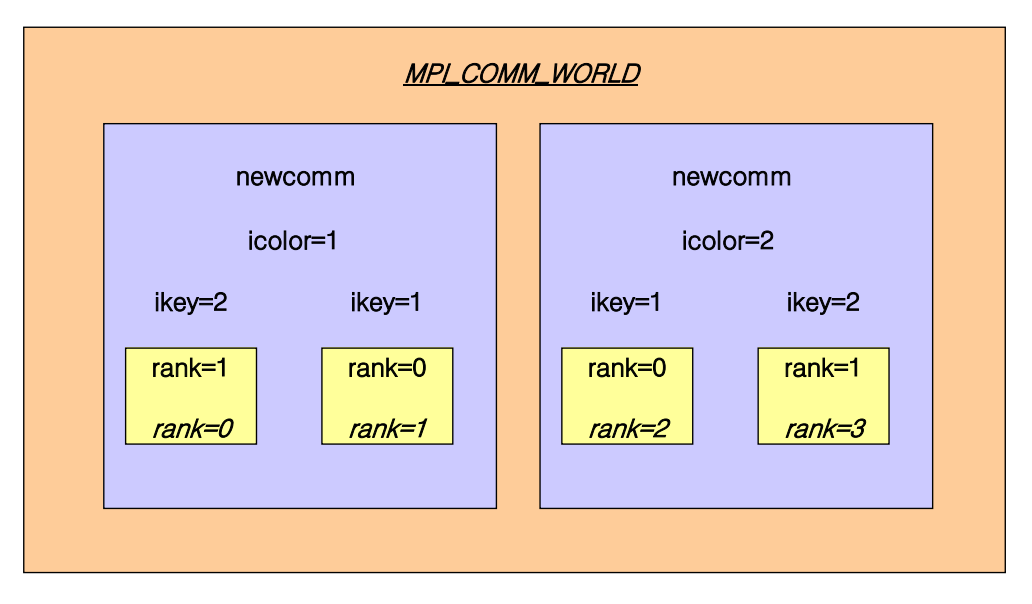 MPI_COMM_WORLD
newcomm
icolor=1
ikey=2 ikey=1
rank=1 rank=0
rank=0 rank=1
newcomm
icolor=2
ikey=1 ikey=2
rank=0 rank=1
rank=2 rank=3